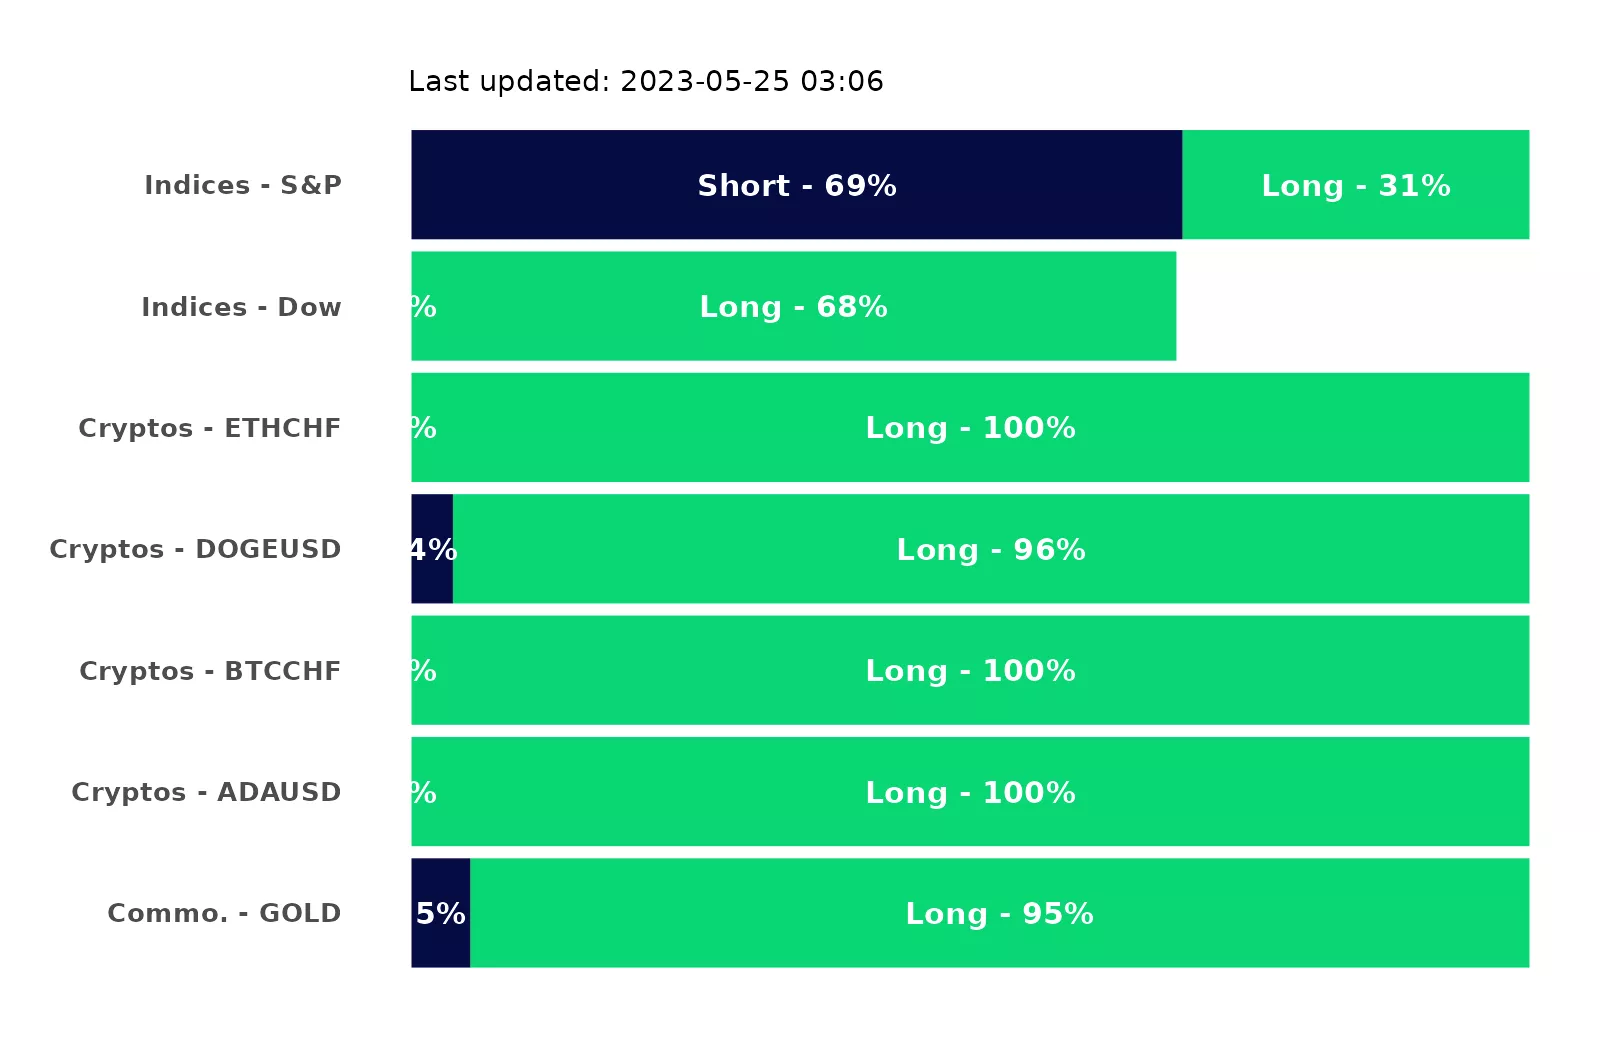 Last updated: 2023-05-25 03:06
Indices - S&P Short - 69% Long - 31%
Indices - Dow % Long - 68%
Cryptos - ETHCHF % Long - 100%
Cryptos - DOGEUSD 4% Long - 96%
Cryptos - BTCCHF % Long - 100%
Cryptos - ADAUSD % Long - 100%
Commo. - GOLD 5% Long - 95%